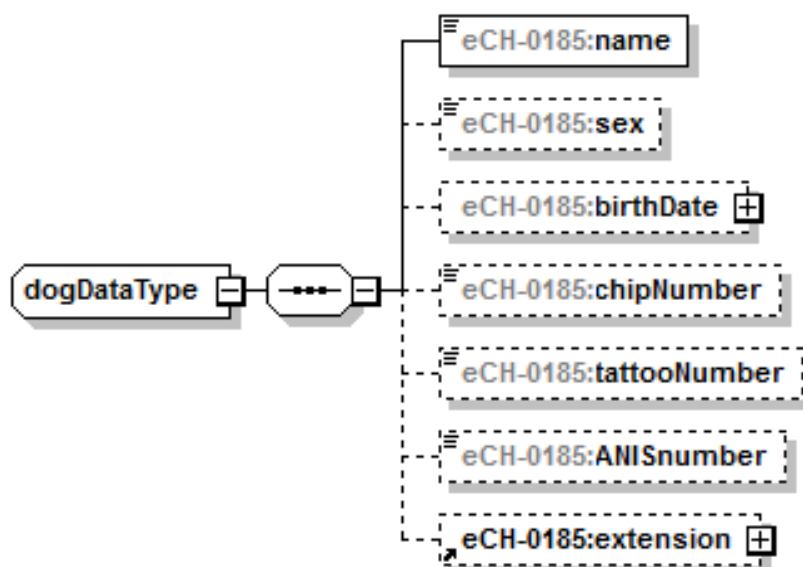 eCH-0185:name
eCH-0185:sex
eCH-0185:birthDate
dogDataType
eCH-0185:chipNumber
eCH-0185:tattooNumber
eCH-0185:ANISnumber
eCH-0185:extension